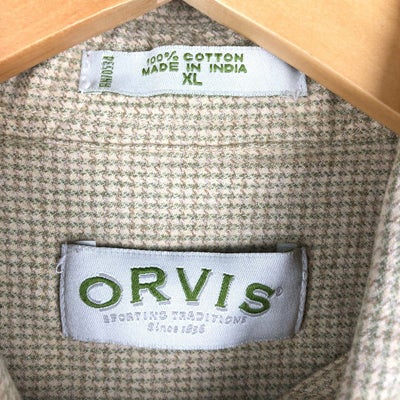 100% COTTON
MADE IN INDIA
XL
ORVIS®
SPORTING TRADITIONS
Since 1856